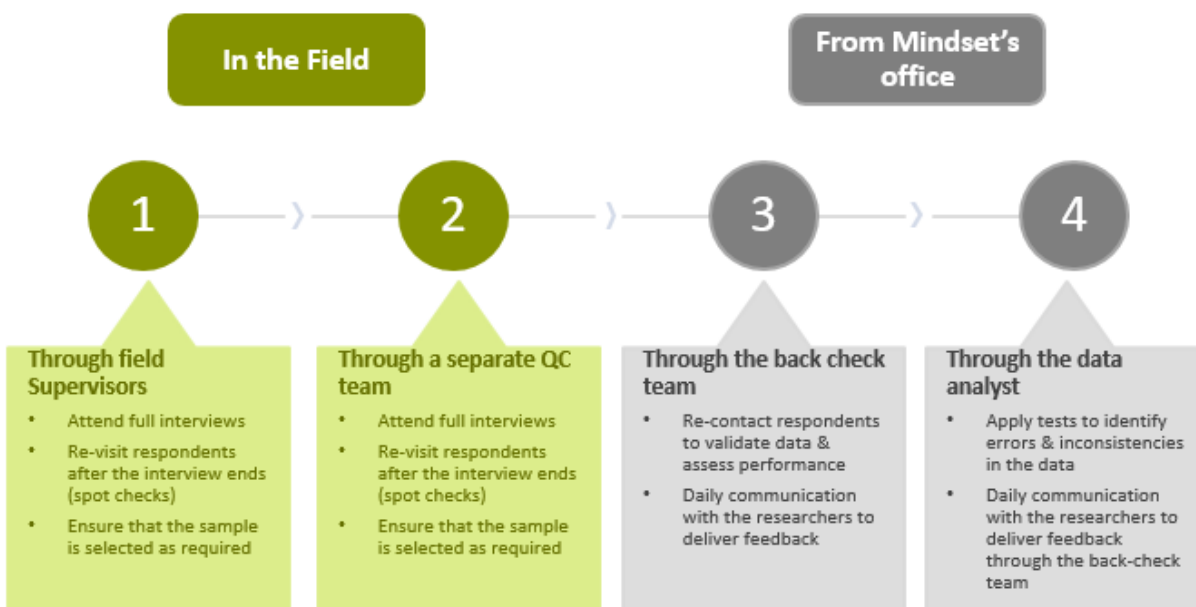 In the Field
From Mindset's
office
1
2
3
4
Through field
Supervisors
• Attend full interviews
• Re-visit respondents
after the interview ends
(spot checks)
• Ensure that the sample
is selected as required
Through a separate QC
team
• Attend full interviews
• Re-visit respondents
after the interview ends
(spot checks)
• Ensure that the sample
is selected as required
Through the back check
team
• Re-contact respondents
to validate data &
assess performance
• Daily communication
with the researchers to
deliver feedback
Through the data
analyst
• Apply tests to identify
errors & inconsistencies
in the data
• Daily communication
with the researchers to
deliver feedback
through the back-check
team